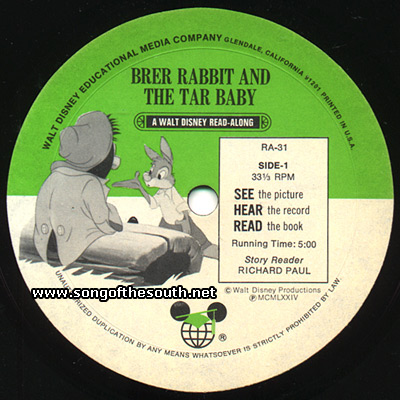 WALT DISNEY EDUCATIONAL MEDIA COMPANY GLENDALE, CALIFORNIA 91201 PRINTED IN U.S.A.
BRER RABBIT AND
THE TAR BABY
A WALT DISNEY READ-ALONG
RA-31
SIDE-1
33⅓ RPM
SEE the picture
HEAR the record
READ the book
Running Time: 5:00
Story Reader
RICHARD PAUL
www.songofthesouth.net
© Walt Disney Productions
Ⓟ MCMLXXIV
®
UNAUTHORIZED DUPLICATION BY ANY MEANS WHATSOEVER IS STRICTLY PROHIBITED BY LAW.